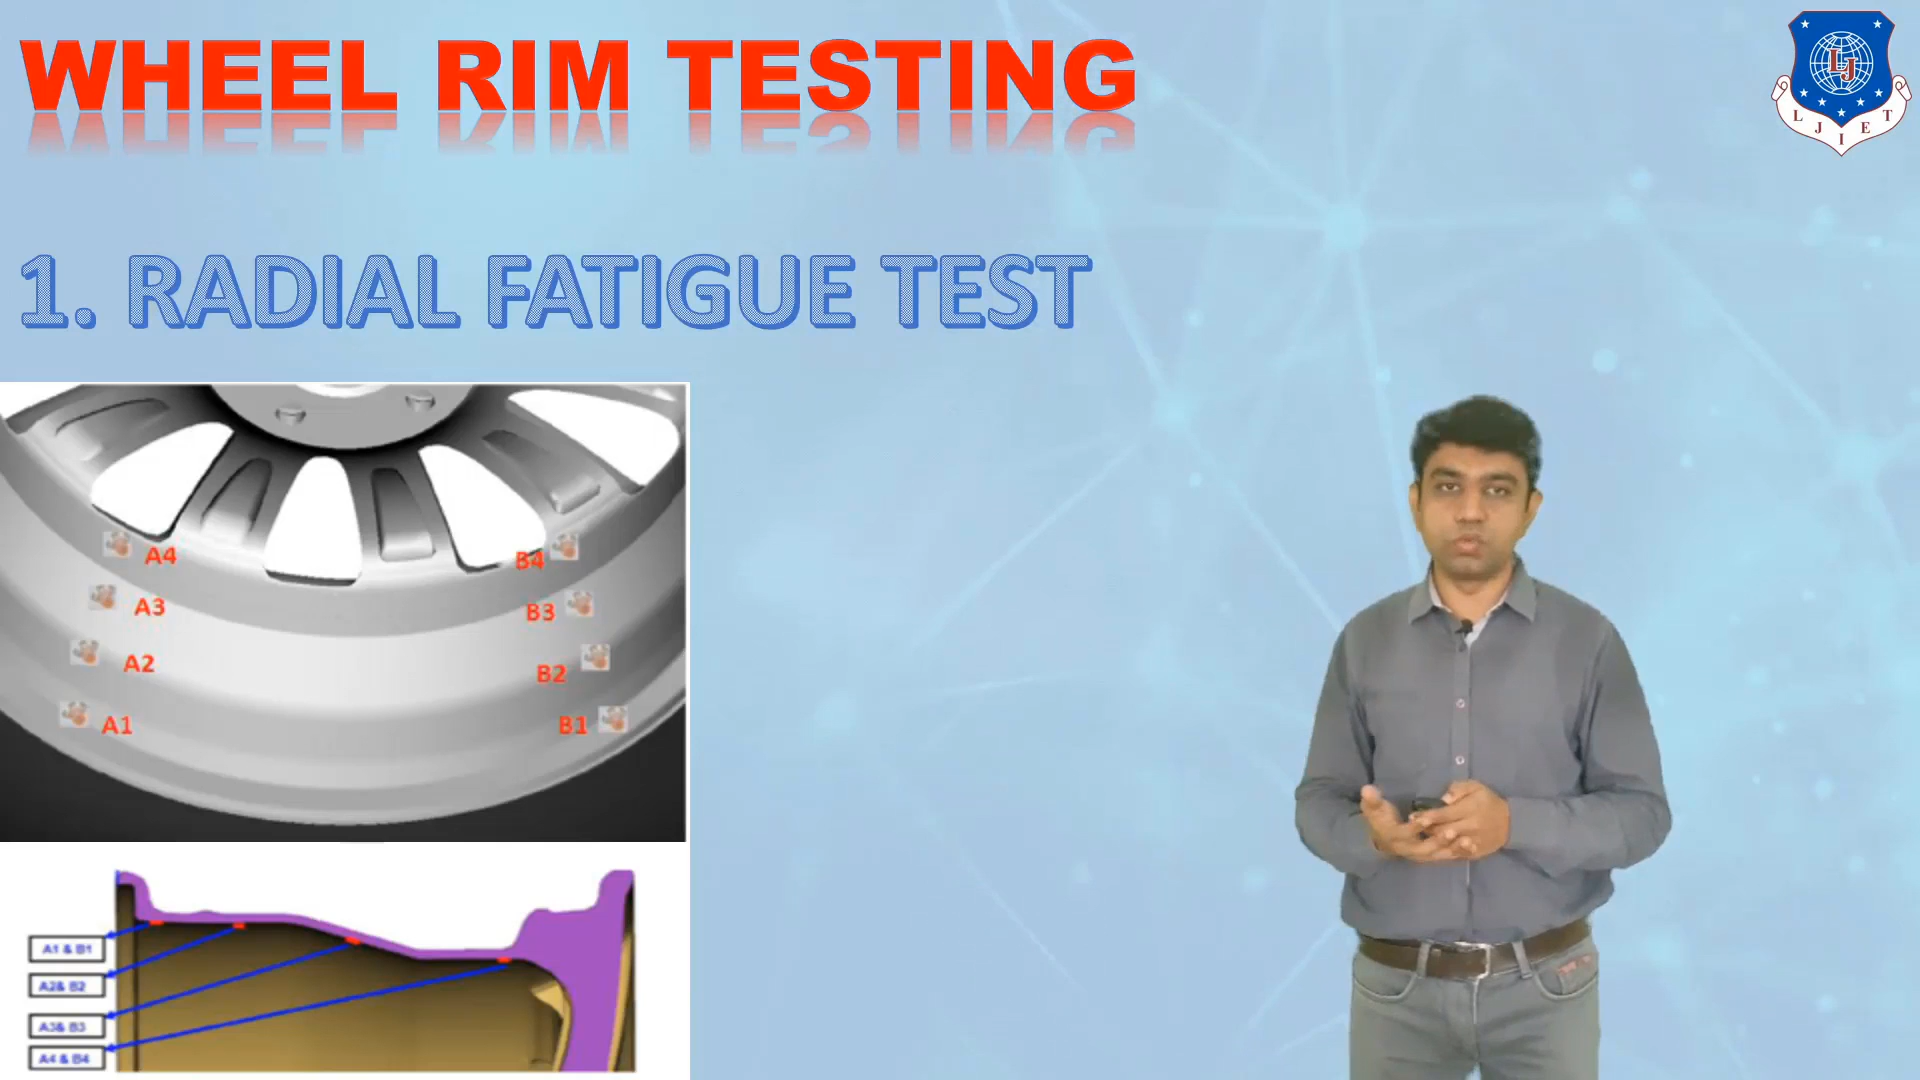 WHEEL RIM TESTING
LJIET
1. RADIAL FATIGUE TEST
A4
B4
A3
B3
A2
B2
A1
B1
A1 & B1
A2& B2
A3& B3
A4 & B4